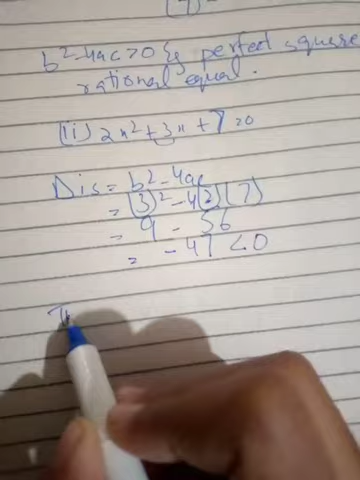 b²-4ac>0 & perfect square
rational equal.
(ii) 2x²+3x+7=0
Dis = b²-4ac
= (3)²-4(2)(7)
= 9 - 56
= -47 <0